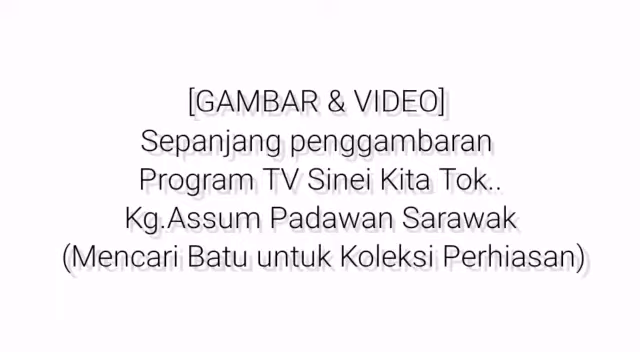 [GAMBAR & VIDEO]
Sepanjang penggambaran
Program TV Sinei Kita Tok..
Kg.Assum Padawan Sarawak
(Mencari Batu untuk Koleksi Perhiasan)